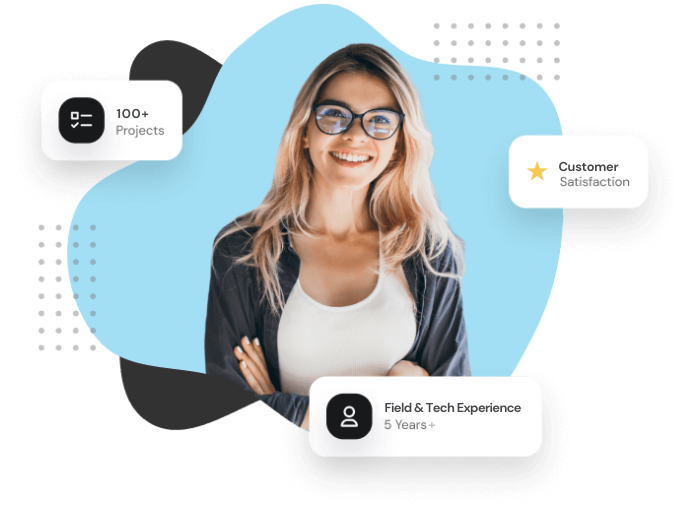 100+
Projects
Customer
Satisfaction
Field & Tech Experience
5 Years+